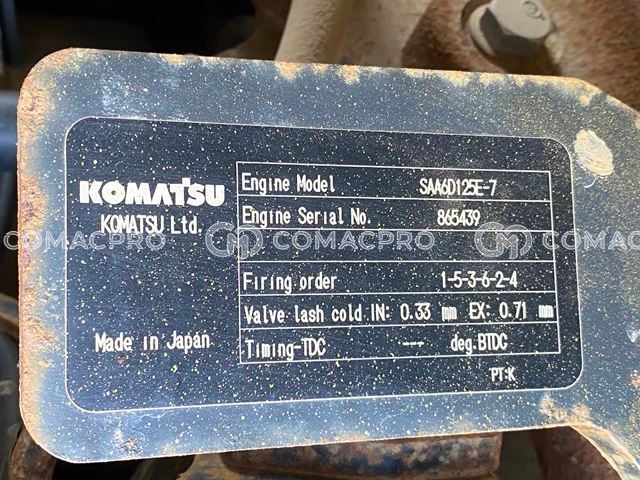 KOMATSU
KOMATSU Ltd.
Made in Japan
Engine Model SAA6D125E-7
Engine Serial No. 865439
Firing order 1-5-3-6-2-4
Valve lash cold IN: 0.33 mm EX: 0.71 mm
Timing-TDC --- deg.BTDC
PT:K
COMACPRO CM COMACPRO CM COMACPRO